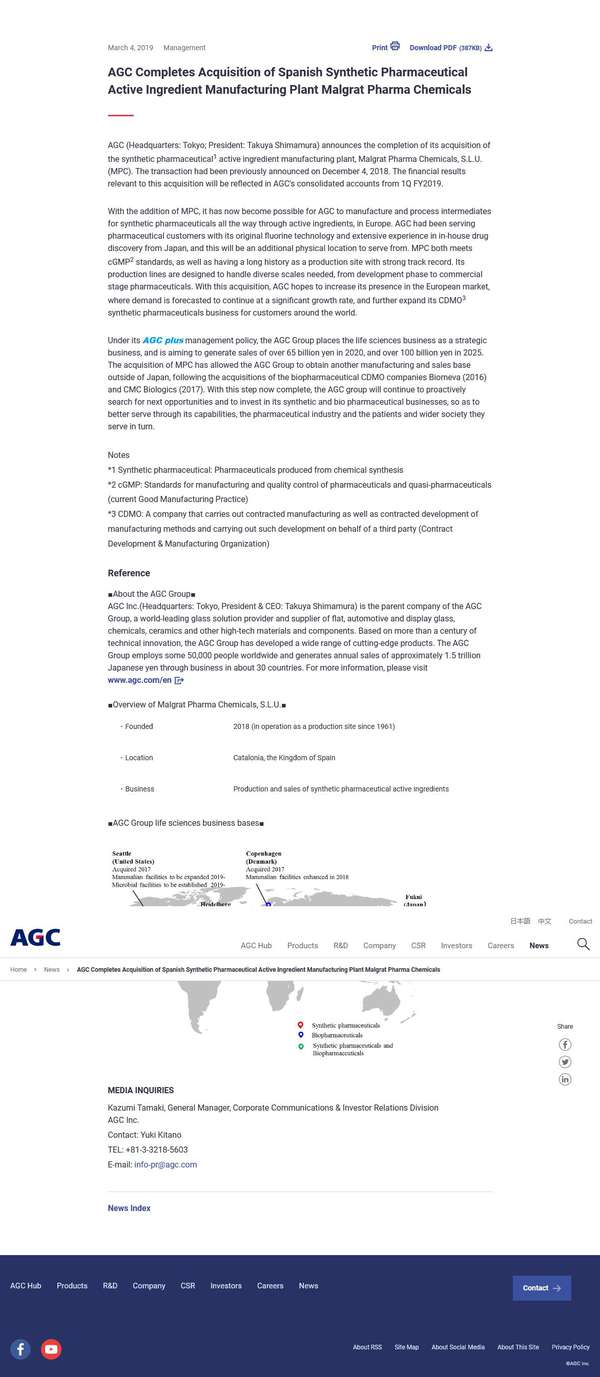 March 4, 2019 Management Print Download PDF (387KB)
AGC Completes Acquisition of Spanish Synthetic Pharmaceutical
Active Ingredient Manufacturing Plant Malgrat Pharma Chemicals
AGC (Headquarters: Tokyo; President: Takuya Shimamura) announces the completion of its acquisition of
the synthetic pharmaceutical1 active ingredient manufacturing plant, Malgrat Pharma Chemicals, S.L.U.
(MPC). The transaction had been previously announced on December 4, 2018. The financial results
relevant to this acquisition will be reflected in AGC's consolidated accounts from 1Q FY2019.
With the addition of MPC, it has now become possible for AGC to manufacture and process intermediates
for synthetic pharmaceuticals all the way through active ingredients, in Europe. AGC had been serving
pharmaceutical customers with its original fluorine technology and extensive experience in in-house drug
discovery from Japan, and this will be an additional physical location to serve from. MPC both meets
cGMP2 standards, as well as having a long history as a production site with strong track record. Its
production lines are designed to handle diverse scales needed, from development phase to commercial
stage pharmaceuticals. With this acquisition, AGC hopes to increase its presence in the European market,
where demand is forecasted to continue at a significant growth rate, and further expand its CDMO3
synthetic pharmaceuticals business for customers around the world.
Under its AGC plus management policy, the AGC Group places the life sciences business as a strategic
business, and is aiming to generate sales of over 65 billion yen in 2020, and over 100 billion yen in 2025.
The acquisition of MPC has allowed the AGC Group to obtain another manufacturing and sales base
outside of Japan, following the acquisitions of the biopharmaceutical CDMO companies Biomeva (2016)
and CMC Biologics (2017). With this step now complete, the AGC group will continue to proactively
search for next opportunities and to invest in its synthetic and bio pharmaceutical businesses, so as to
better serve through its capabilities, the pharmaceutical industry and the patients and wider society they
serve in turn.
Notes
*1 Synthetic pharmaceutical: Pharmaceuticals produced from chemical synthesis
*2 cGMP: Standards for manufacturing and quality control of pharmaceuticals and quasi-pharmaceuticals
(current Good Manufacturing Practice)
*3 CDMO: A company that carries out contracted manufacturing as well as contracted development of
manufacturing methods and carrying out such development on behalf of a third party (Contract
Development & Manufacturing Organization)
Reference
■About the AGC Group■
AGC Inc.(Headquarters: Tokyo, President & CEO: Takuya Shimamura) is the parent company of the AGC
Group, a world-leading glass solution provider and supplier of flat, automotive and display glass,
chemicals, ceramics and other high-tech materials and components. Based on more than a century of
technical innovation, the AGC Group has developed a wide range of cutting-edge products. The AGC
Group employs some 50,000 people worldwide and generates annual sales of approximately 1.5 trillion
Japanese yen through business in about 30 countries. For more information, please visit
www.agc.com/en
■Overview of Malgrat Pharma Chemicals, S.L.U.■
・Founded 2018 (in operation as a production site since 1961)
・Location Catalonia, the Kingdom of Spain
・Business Production and sales of synthetic pharmaceutical active ingredients
■AGC Group life sciences business bases■
Seattle Copenhagen
(United States) (Denmark)
Acquired 2017 Acquired 2017
Mammalian facilities to be expanded 2019- Mammalian facilities enhanced in 2018
Microbial facilities to be established 2019-
Heidelberg Fukui
(Japan)
日本語 中文 Contact
AGC
AGC Hub Products R&D Company CSR Investors Careers News
Home > News > AGC Completes Acquisition of Spanish Synthetic Pharmaceutical Active Ingredient Manufacturing Plant Malgrat Pharma Chemicals
Synthetic pharmaceuticals
Biopharmaceuticals
Synthetic pharmaceuticals and
Biopharmaceuticals
Share
MEDIA INQUIRIES
Kazumi Tamaki, General Manager, Corporate Communications & Investor Relations Division
AGC Inc.
Contact: Yuki Kitano
TEL: +81-3-3218-5603
E-mail: info-pr@agc.com
News Index
AGC Hub Products R&D Company CSR Investors Careers News
Contact
About RSS Site Map About Social Media About This Site Privacy Policy
©AGC Inc.